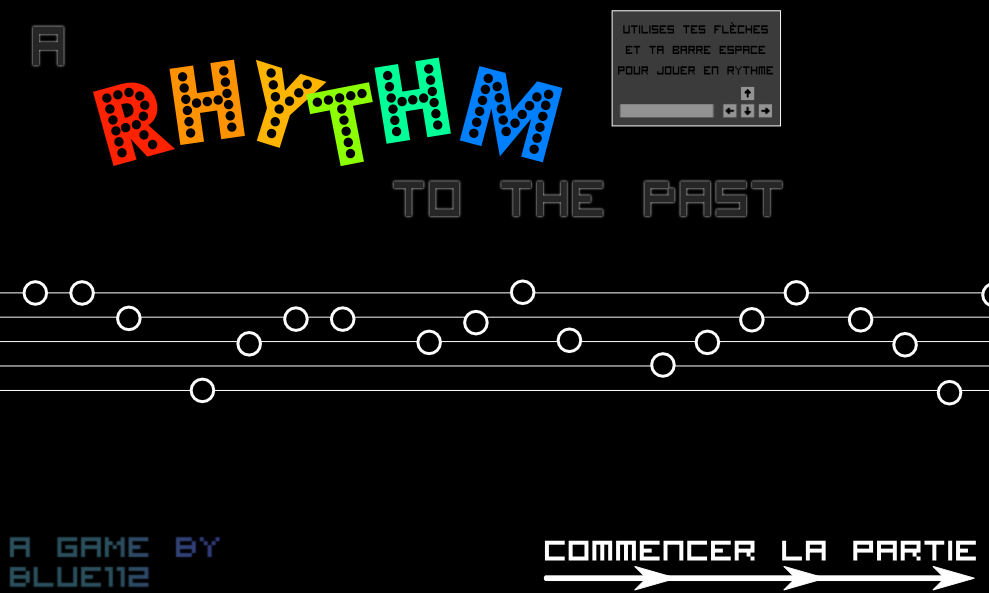 A
RHYTHM
TO THE PAST
UTILISES TES FLÈCHES
ET TA BARRE ESPACE
POUR JOUER EN RYTHME
A GAME BY
BLUE112
COMMENCER LA PARTIE